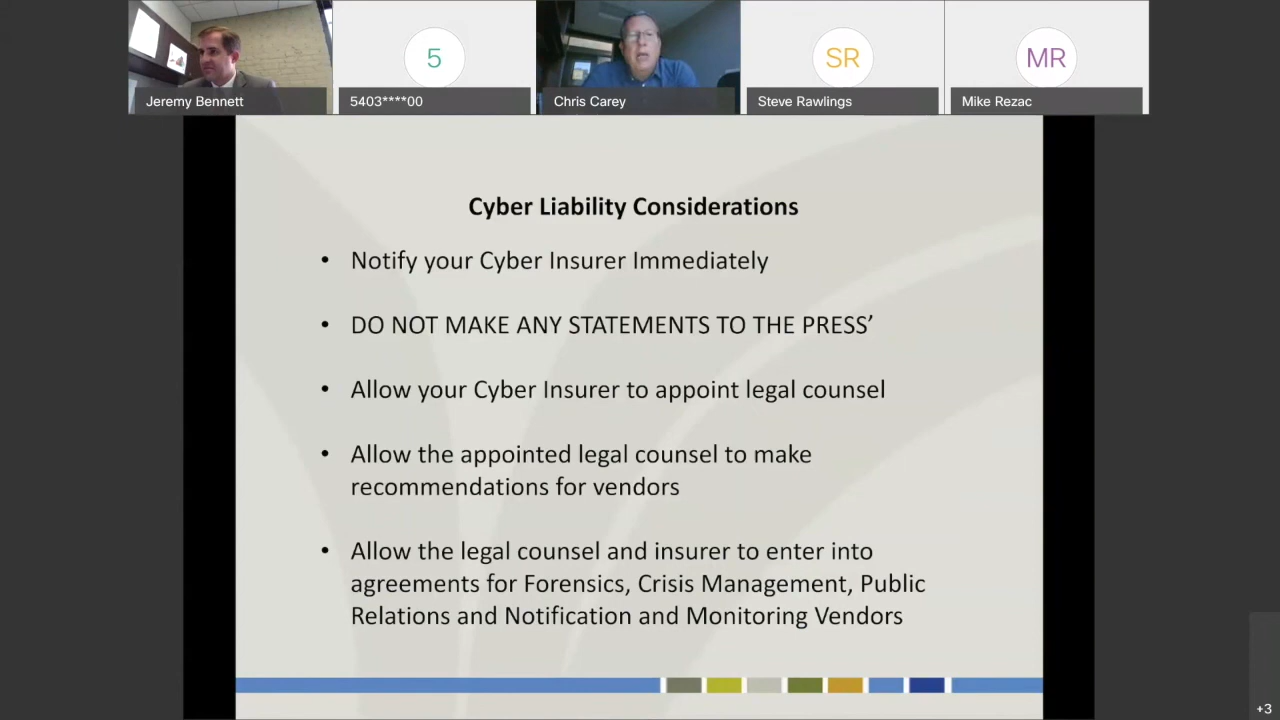 Jeremy Bennett
5
5403****00
Chris Carey
SR
Steve Rawlings
MR
Mike Rezac
Cyber Liability Considerations
• Notify your Cyber Insurer Immediately
• DO NOT MAKE ANY STATEMENTS TO THE PRESS’
• Allow your Cyber Insurer to appoint legal counsel
• Allow the appointed legal counsel to make
recommendations for vendors
• Allow the legal counsel and insurer to enter into
agreements for Forensics, Crisis Management, Public
Relations and Notification and Monitoring Vendors
+3